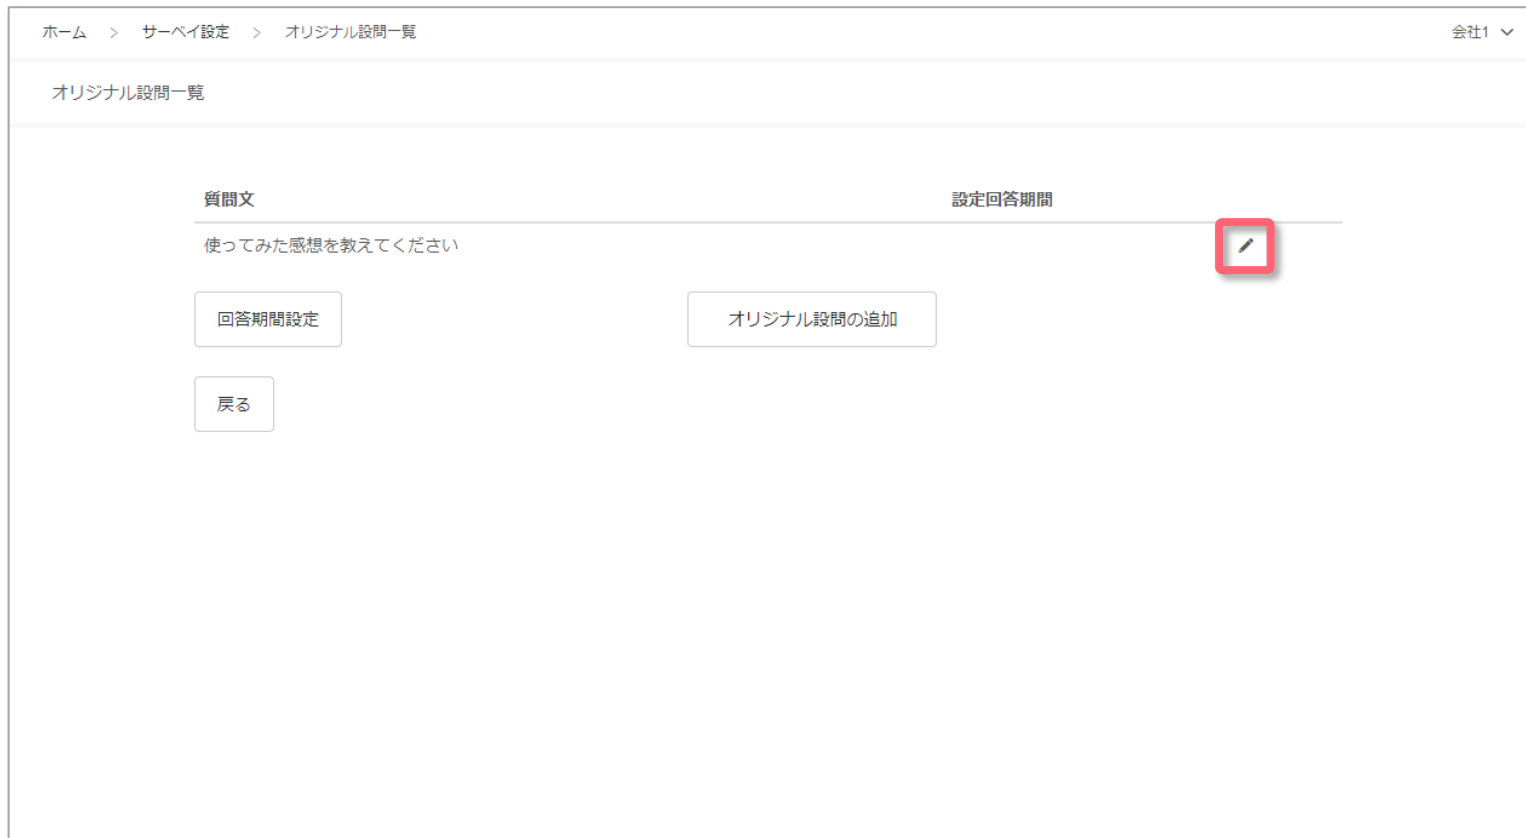 ホーム > サーベイ設定 > オリジナル設問一覧 会社1
オリジナル設問一覧
質問文 設定回答期間
使ってみた感想を教えてください
回答期間設定 オリジナル設問の追加
戻る